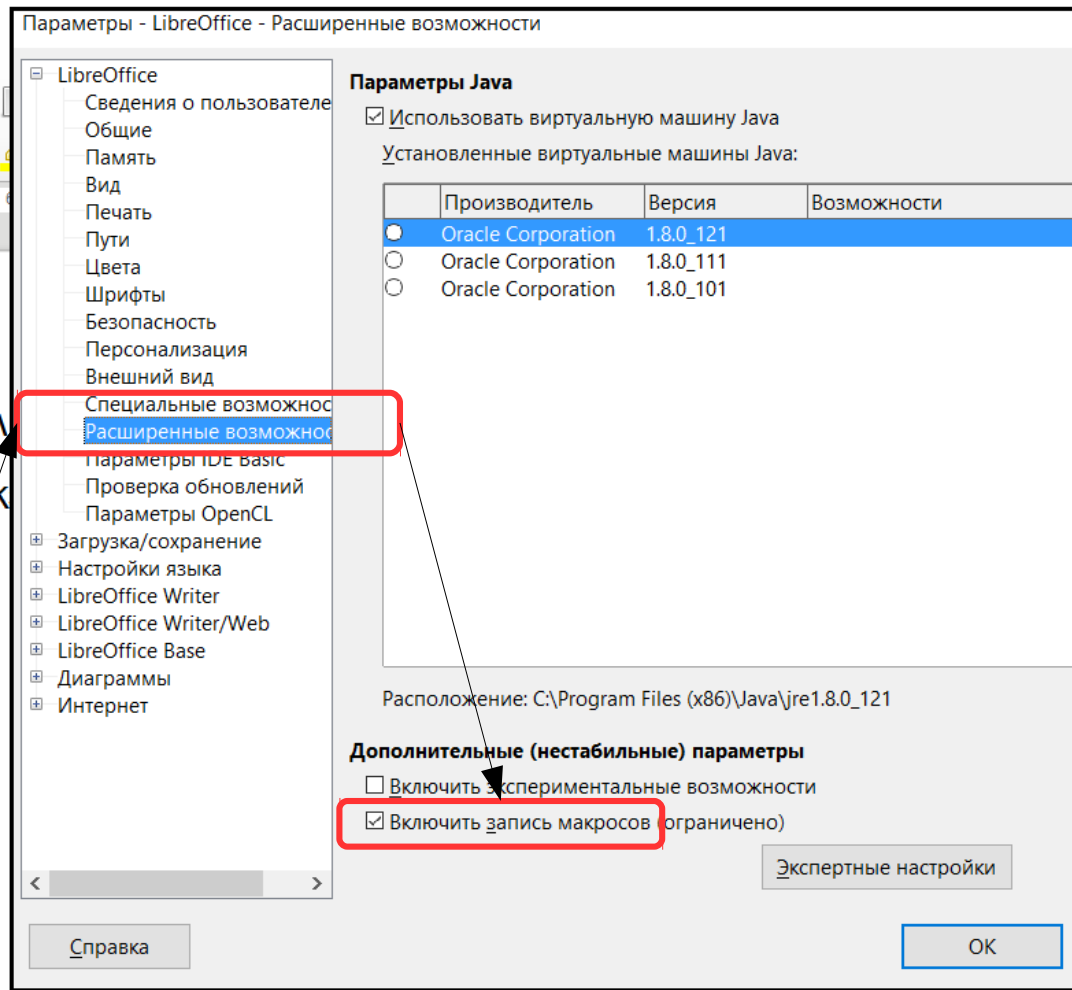 Параметры - LibreOffice - Расширенные возможности
LibreOffice
Сведения о пользователе
Общие
Память
Вид
Печать
Пути
Цвета
Шрифты
Безопасность
Персонализация
Внешний вид
Специальные возможнос
Расширенные возможнос
Параметры IDE Basic
Проверка обновлений
Параметры OpenCL
Загрузка/сохранение
Настройки языка
LibreOffice Writer
LibreOffice Writer/Web
LibreOffice Base
Диаграммы
Интернет
Параметры Java
Использовать виртуальную машину Java
Установленные виртуальные машины Java:
Производитель Версия Возможности
Oracle Corporation 1.8.0_121
Oracle Corporation 1.8.0_111
Oracle Corporation 1.8.0_101
Расположение: C:\Program Files (x86)\Java\jre1.8.0_121
Дополнительные (нестабильные) параметры
Включить экспериментальные возможности
Включить запись макросов (ограничено)
Экспертные настройки
Справка
OK